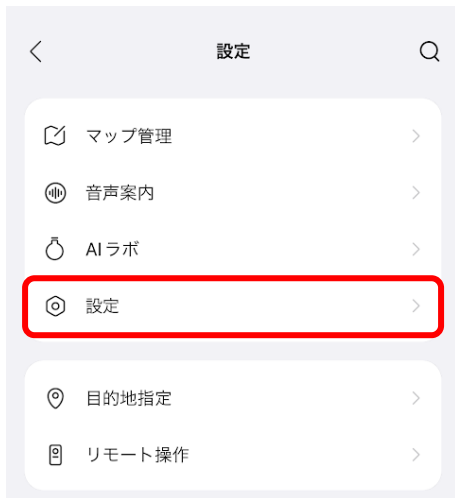 設定
マップ管理
音声案内
AIラボ
設定
目的地指定
リモート操作